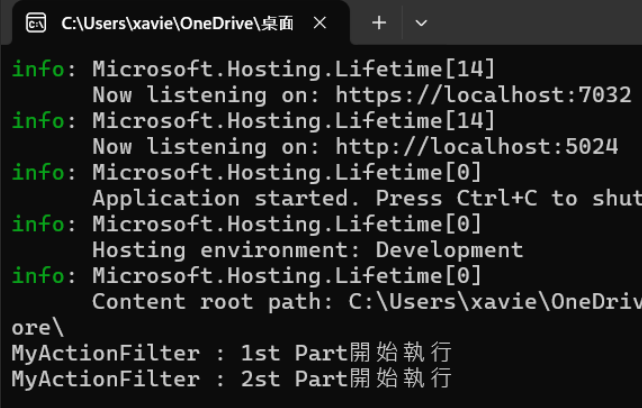 C:\Users\xavie\OneDrive\桌面
info: Microsoft.Hosting.Lifetime[14]
Now listening on: https://localhost:7032
info: Microsoft.Hosting.Lifetime[14]
Now listening on: http://localhost:5024
info: Microsoft.Hosting.Lifetime[0]
Application started. Press Ctrl+C to shut
info: Microsoft.Hosting.Lifetime[0]
Hosting environment: Development
info: Microsoft.Hosting.Lifetime[0]
Content root path: C:\Users\xavie\OneDriv
ore\
MyActionFilter : 1st Part開始執行
MyActionFilter : 2st Part開始執行